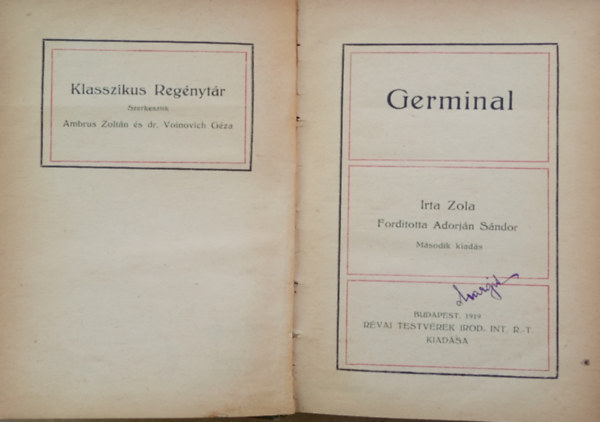 Klasszikus Regénytár
Szerkesztik
Ambrus Zoltán és dr. Voinovich Géza
Germinal
Irta Zola
Forditotta Adorján Sándor
Második kiadás
BUDAPEST, 1919
RÉVAI TESTVÉREK IROD. INT. R.-T.
KIADÁSA